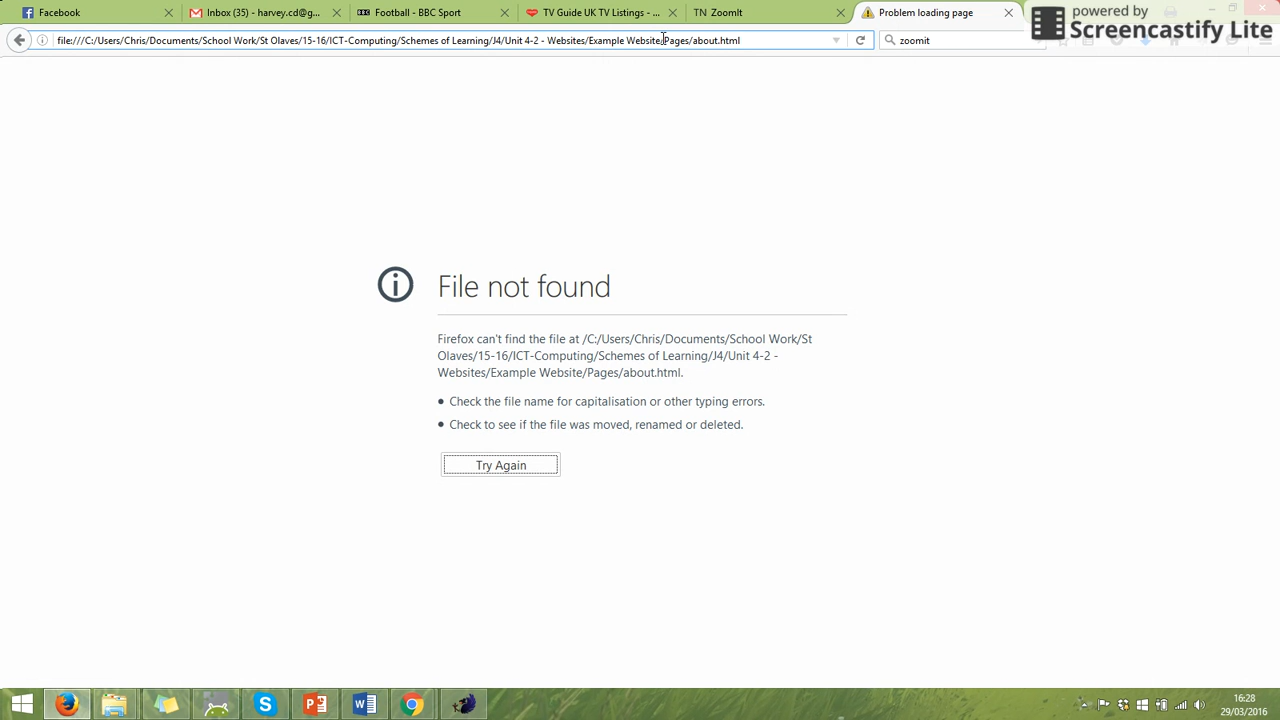 Facebook
Inbox (35) - harvey.cd@g...
Football - BBC Sport
TV Guide UK TV Listings - ...
TN ZoomIt
Problem loading page
powered by
Screencastify Lite
file:///C:/Users/Chris/Documents/School Work/St Olaves/15-16/ICT-Computing/Schemes of Learning/J4/Unit 4-2 - Websites/Example Website/Pages/about.html
zoomit
File not found
Firefox can't find the file at /C:/Users/Chris/Documents/School Work/St
Olaves/15-16/ICT-Computing/Schemes of Learning/J4/Unit 4-2 -
Websites/Example Website/Pages/about.html.
Check the file name for capitalisation or other typing errors.
Check to see if the file was moved, renamed or deleted.
Try Again
16:28
29/03/2016